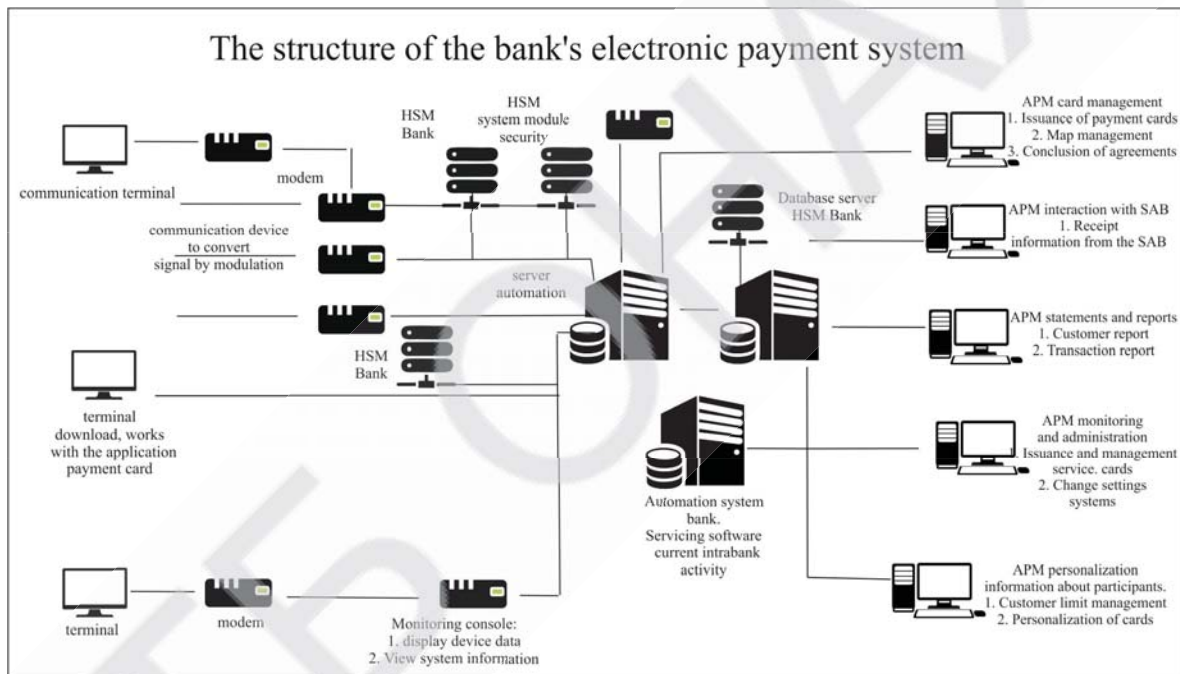 The structure of the bank's electronic payment system
communication terminal
modem
communication device
to convert
signal by modulation
HSM
Bank
HSM
system module
security
server
automation
HSM
Bank
Database server
HSM Bank
terminal
download, works
with the application
payment card
terminal
modem
Monitoring console:
1. display device data
2. View system information
Automation system
bank.
Servicing software
current intrabank
activity
APM card management
1. Issuance of payment cards
2. Map management
3. Conclusion of agreements
APM interaction with SAB
1. Receipt
information from the SAB
APM statements and reports
1. Customer report
2. Transaction report
APM monitoring
and administration
1. Issuance and management
service. cards
2. Change settings
systems
APM personalization
information about participants.
1. Customer limit management
2. Personalization of cards